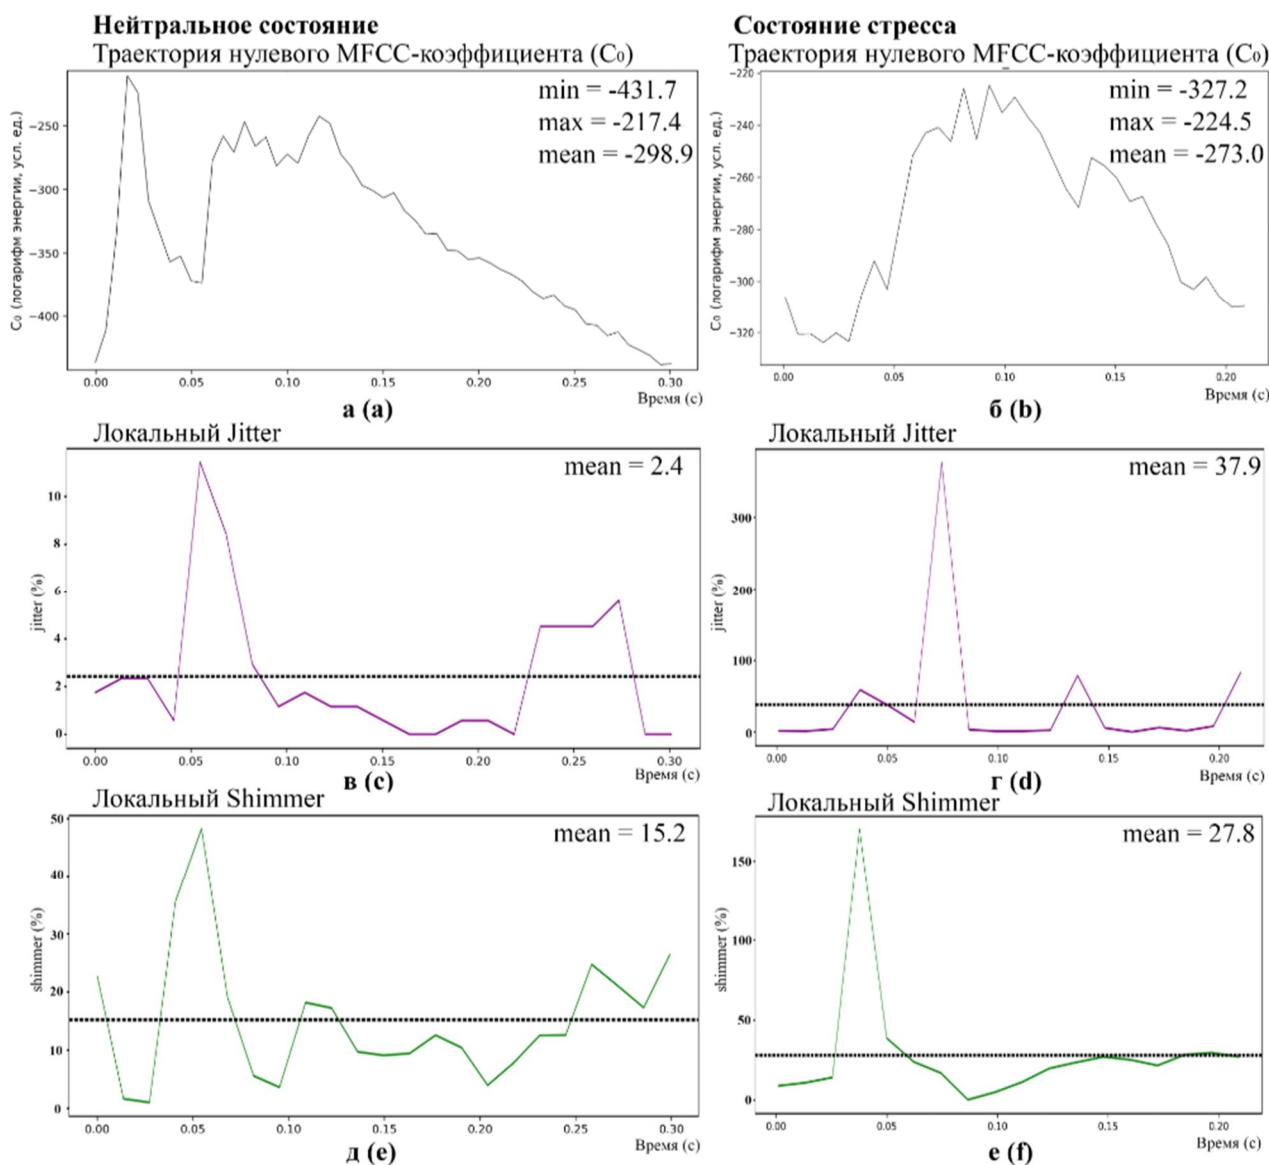 Нейтральное состояние
Траектория нулевого MFCC-коэффициента (C₀)
min = -431.7
max = -217.4
mean = -298.9
C₀ (логарифм энергии, усл. ед.)
-250
-300
-350
-400
0.00 0.05 0.10 0.15 0.20 0.25 0.30
Время (с)
а (a)
Состояние стресса
Траектория нулевого MFCC-коэффициента (C₀)
min = -327.2
max = -224.5
mean = -273.0
C₀ (логарифм энергии, усл. ед.)
-220
-240
-260
-280
-300
-320
0.00 0.05 0.10 0.15 0.20
Время (с)
б (b)
Локальный Jitter
mean = 2.4
jitter (%)
10
8
6
4
2
0
0.00 0.05 0.10 0.15 0.20 0.25 0.30
Время (с)
в (c)
Локальный Jitter
mean = 37.9
jitter (%)
300
200
100
0
0.00 0.05 0.10 0.15 0.20
Время (с)
г (d)
Локальный Shimmer
mean = 15.2
shimmer (%)
50
40
30
20
10
0
0.00 0.05 0.10 0.15 0.20 0.25 0.30
Время (с)
д (e)
Локальный Shimmer
mean = 27.8
shimmer (%)
150
100
50
0
0.00 0.05 0.10 0.15 0.20
Время (с)
е (f)